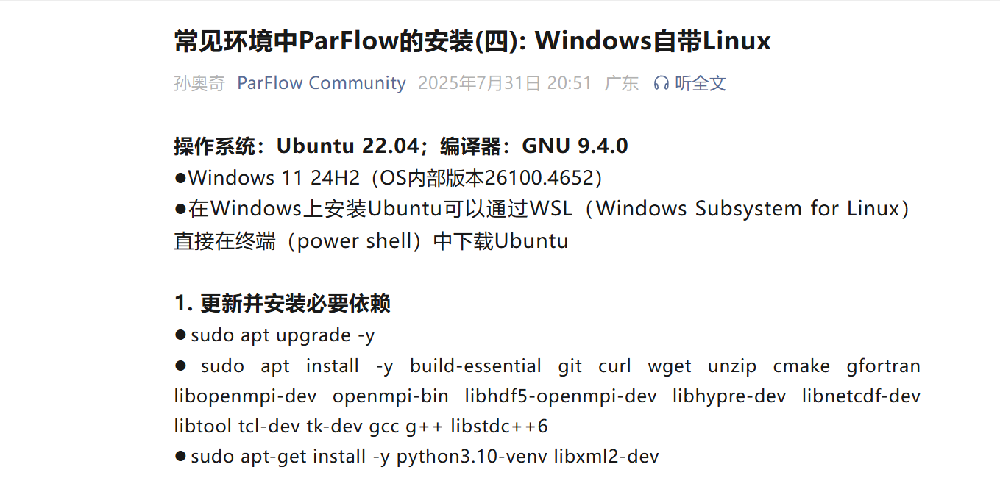 常见环境中ParFlow的安装(四): Windows自带Linux
孙奥奇 ParFlow Community 2025年7月31日 20:51 广东 听全文
操作系统：Ubuntu 22.04；编译器：GNU 9.4.0
●Windows 11 24H2（OS内部版本26100.4652）
●在Windows上安装Ubuntu可以通过WSL（Windows Subsystem for Linux）
直接在终端（power shell）中下载Ubuntu
1. 更新并安装必要依赖
●sudo apt upgrade -y
● sudo apt install -y build-essential git curl wget unzip cmake gfortran
libopenmpi-dev openmpi-bin libhdf5-openmpi-dev libhypre-dev libnetcdf-dev
libtool tcl-dev tk-dev gcc g++ libstdc++6
●sudo apt-get install -y python3.10-venv libxml2-dev